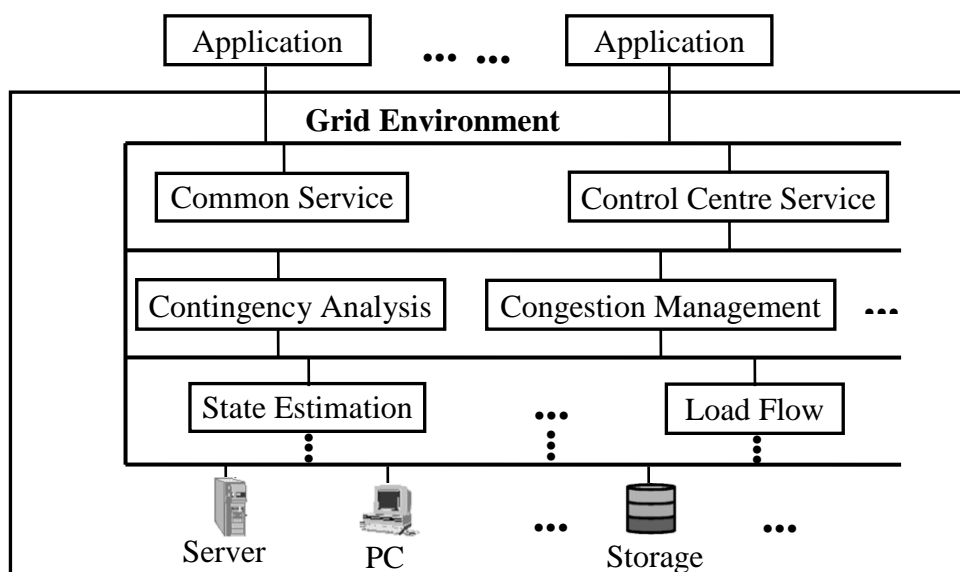 Application ... ... Application
Grid Environment
Common Service Control Centre Service
Contingency Analysis Congestion Management ...
State Estimation ... Load Flow
... ...
Server PC Storage